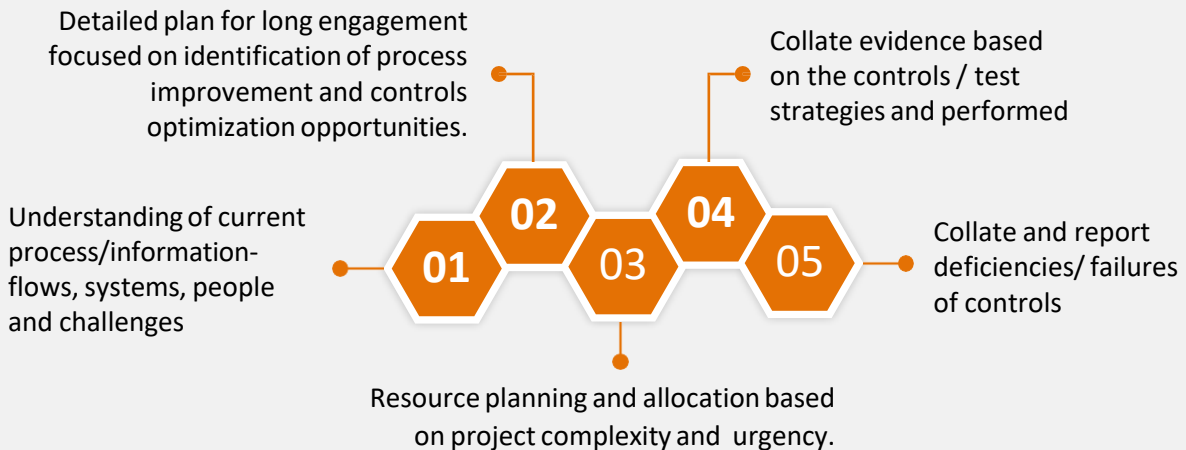 01
Understanding of current
process/information-
flows, systems, people
and challenges
02
Detailed plan for long engagement
focused on identification of process
improvement and controls
optimization opportunities.
03
Resource planning and allocation based
on project complexity and urgency.
04
Collate evidence based
on the controls / test
strategies and performed
05
Collate and report
deficiencies/ failures
of controls